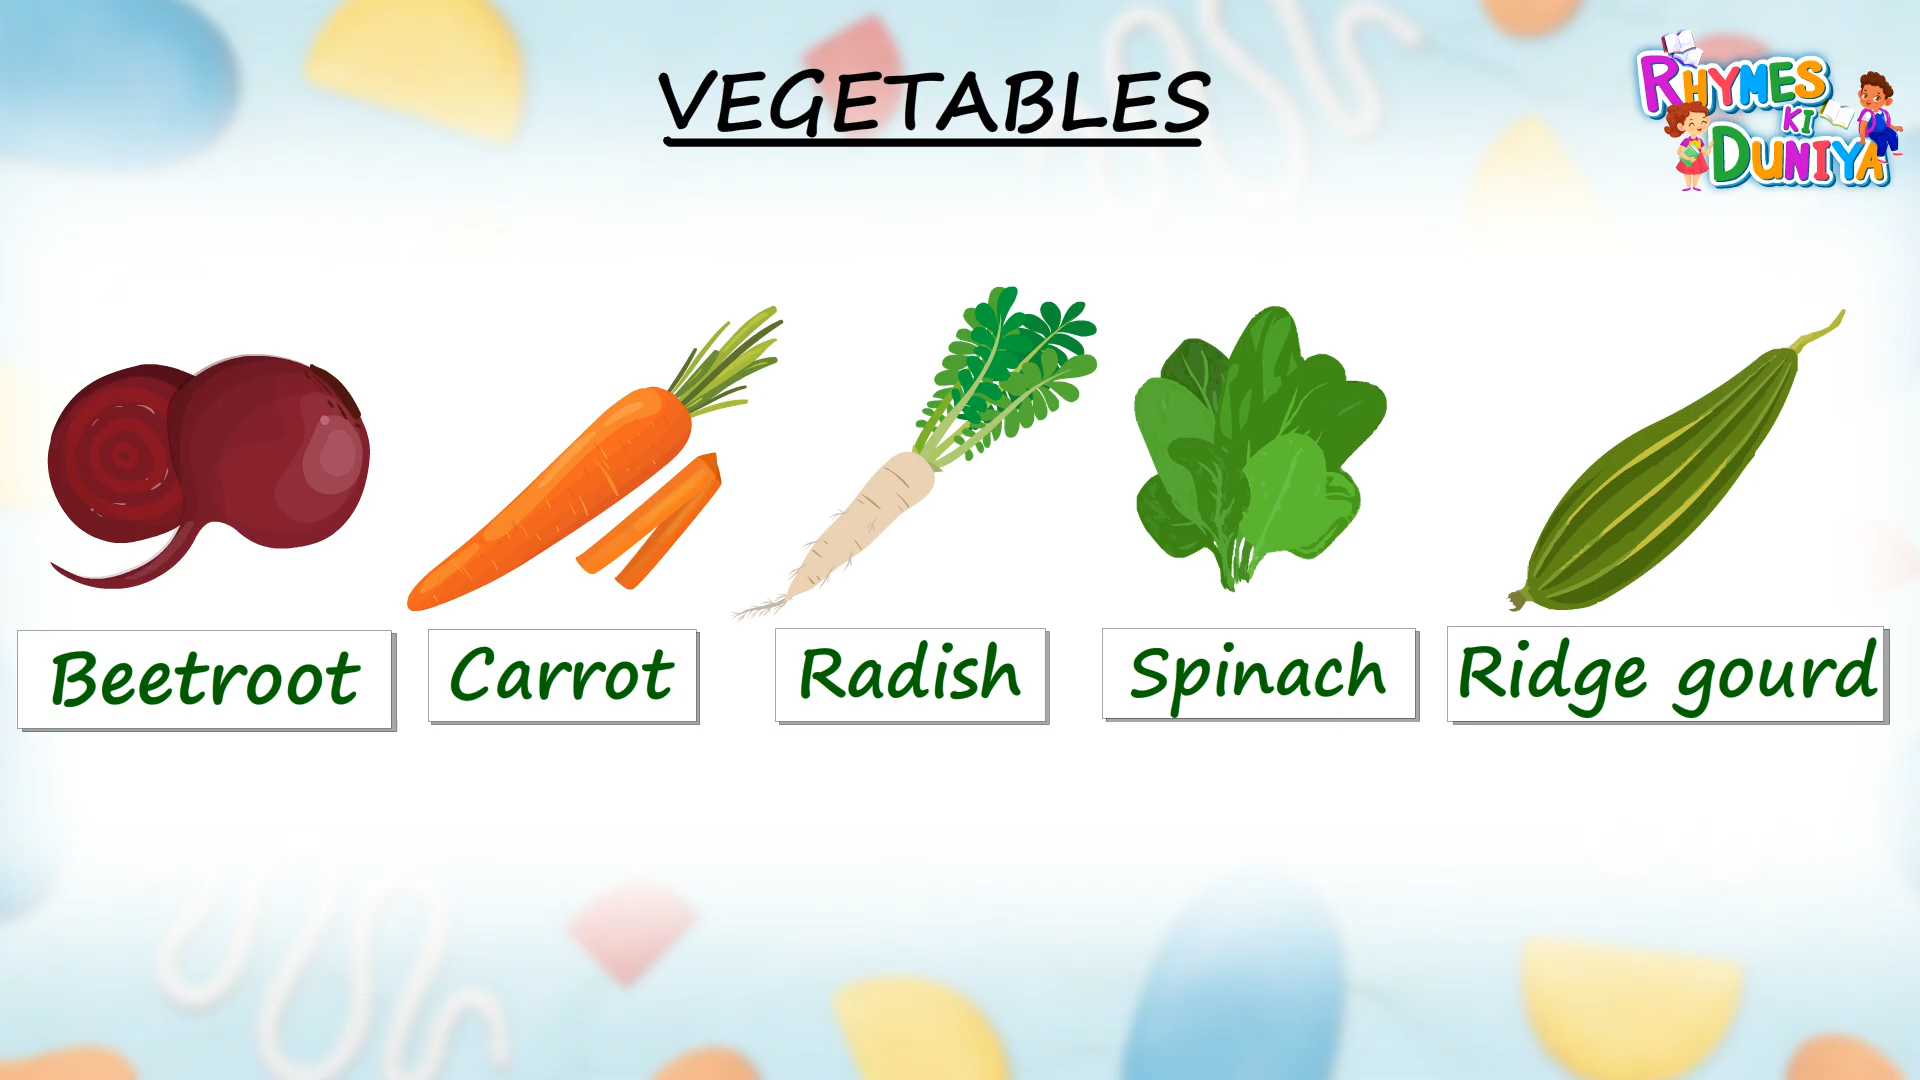 VEGETABLES
RHYMES
KI
DUNIYA
Beetroot
Carrot
Radish
Spinach
Ridge gourd